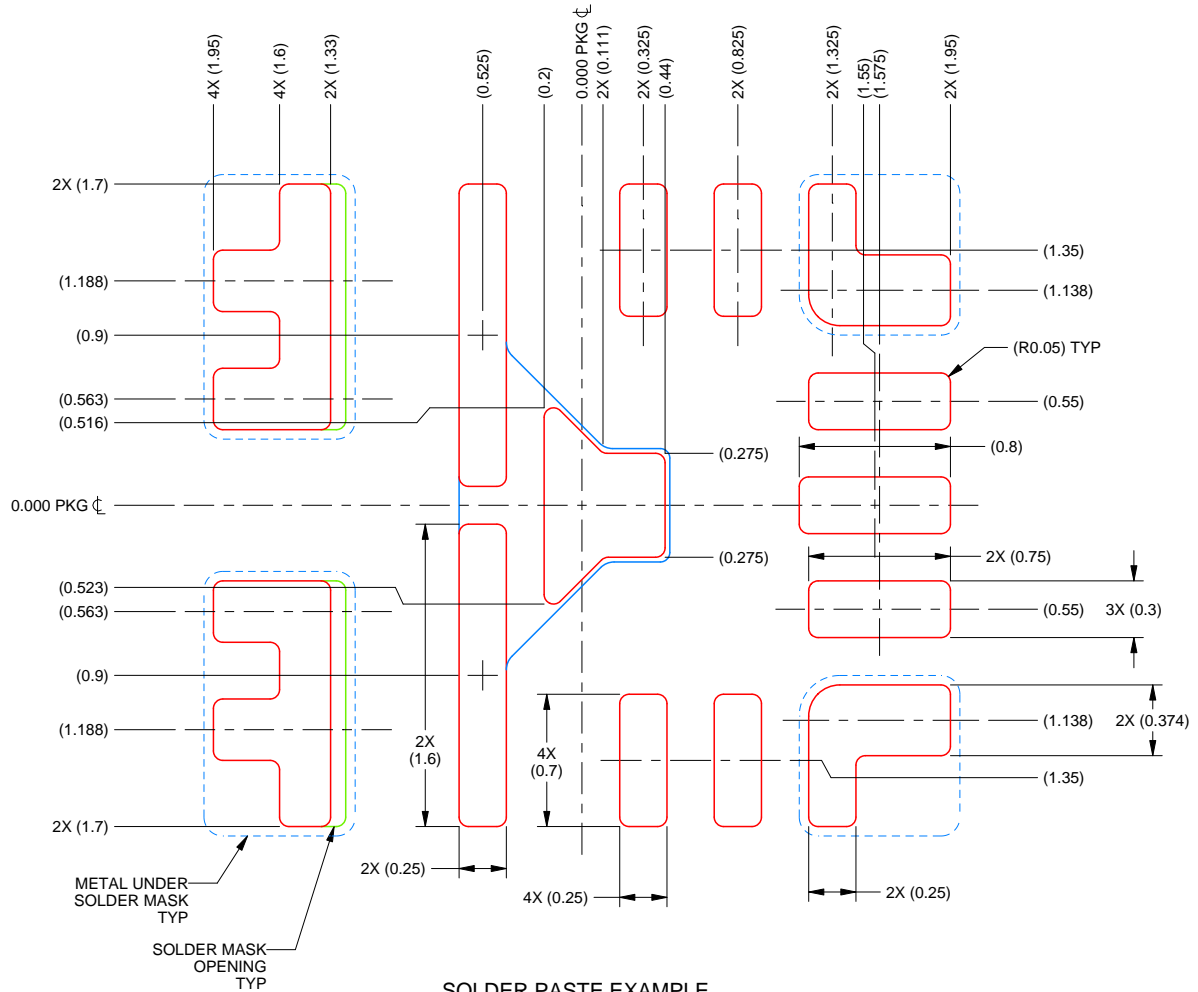 4X (1.95)
4X (1.6)
2X (1.33)
(0.525)
(0.2)
0.000 PKG ℄
2X (0.111)
2X (0.325)
(0.44)
2X (0.825)
2X (1.325)
(1.55)
(1.575)
2X (1.95)
2X (1.7)
(1.188)
(0.9)
(0.563)
(0.516)
0.000 PKG ℄
(0.523)
(0.563)
(0.9)
(1.188)
2X (1.7)
(1.35)
(1.138)
(R0.05) TYP
(0.55)
(0.8)
(0.275)
(0.275)
2X (0.75)
(0.55)
3X (0.3)
(1.138)
2X (0.374)
(1.35)
2X
(1.6)
4X
(0.7)
2X (0.25)
4X (0.25)
2X (0.25)
METAL UNDER
SOLDER MASK
TYP
SOLDER MASK
OPENING
TYP
SOLDER PASTE EXAMPLE